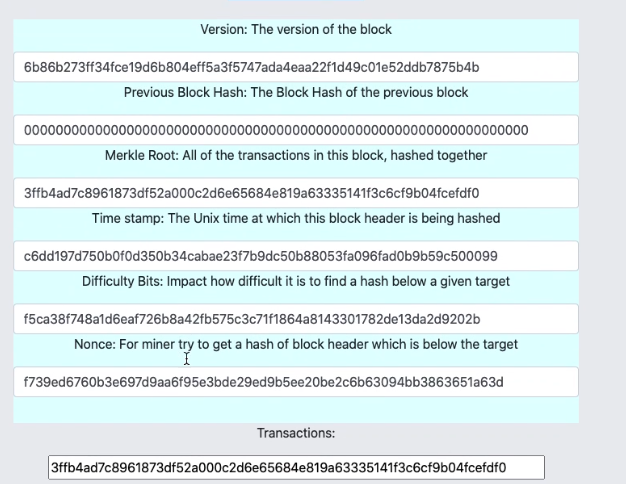 Version: The version of the block
6b86b273ff34fce19d6b804eff5a3f5747ada4eaa22f1d49c01e52ddb7875b4b
Previous Block Hash: The Block Hash of the previous block
0000000000000000000000000000000000000000000000000000000000000000
Merkle Root: All of the transactions in this block, hashed together
3ffb4ad7c8961873df52a000c2d6e65684e819a63335141f3c6cf9b04fcefdf0
Time stamp: The Unix time at which this block header is being hashed
c6dd197d750b0f0d350b34cabae23f7b9dc50b88053fa096fad0b9b59c500099
Difficulty Bits: Impact how difficult it is to find a hash below a given target
f5ca38f748a1d6eaf726b8a42fb575c3c71f1864a8143301782de13da2d9202b
Nonce: For miner try to get a hash of block header which is below the target
f739ed6760b3e697d9aa6f95e3bde29ed9b5ee20be2c6b63094bb3863651a63d
Transactions:
3ffb4ad7c8961873df52a000c2d6e65684e819a63335141f3c6cf9b04fcefdf0